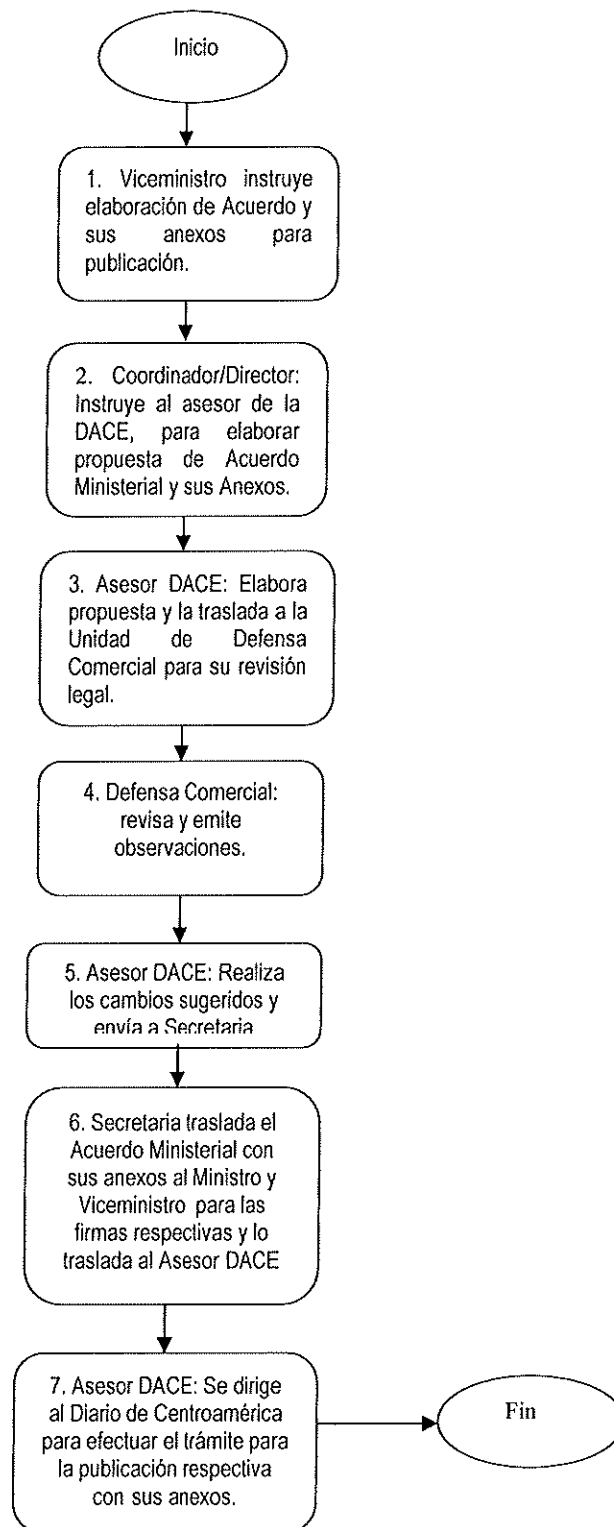 Inicio
1. Viceministro instruye
elaboración de Acuerdo y
sus anexos para
publicación.
2. Coordinador/Director:
Instruye al asesor de la
DACE, para elaborar
propuesta de Acuerdo
Ministerial y sus Anexos.
3. Asesor DACE: Elabora
propuesta y la traslada a la
Unidad de Defensa
Comercial para su revisión
legal.
4. Defensa Comercial:
revisa y emite
observaciones.
5. Asesor DACE: Realiza
los cambios sugeridos y
envía a Secretaria
6. Secretaria traslada el
Acuerdo Ministerial con
sus anexos al Ministro y
Viceministro para las
firmas respectivas y lo
traslada al Asesor DACE
7. Asesor DACE: Se dirige
al Diario de Centroamérica
para efectuar el trámite para
la publicación respectiva
con sus anexos.
Fin